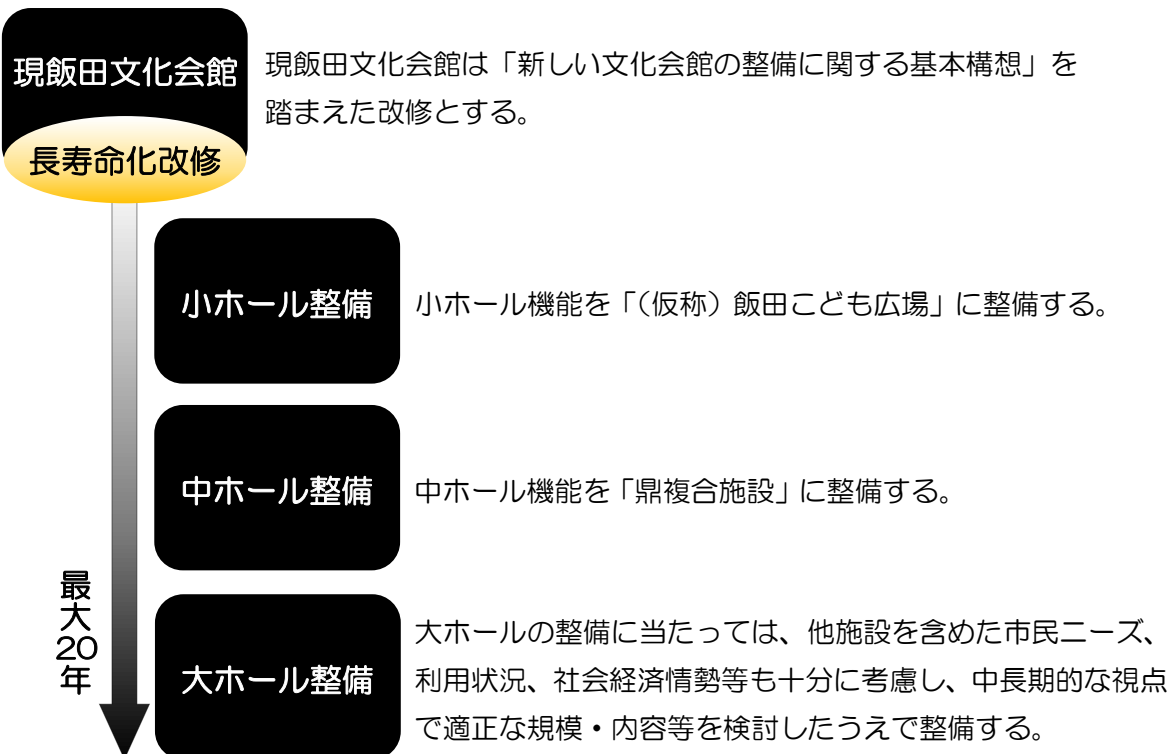 現飯田文化会館
長寿命化改修
現飯田文化会館は「新しい文化会館の整備に関する基本構想」を
踏まえた改修とする。
小ホール整備
小ホール機能を「(仮称)飯田こども広場」に整備する。
中ホール整備
中ホール機能を「鼎複合施設」に整備する。
最大20年
大ホール整備
大ホールの整備に当たっては、他施設を含めた市民ニーズ、
利用状況、社会経済情勢等も十分に考慮し、中長期的な視点
で適正な規模・内容等を検討したうえで整備する。